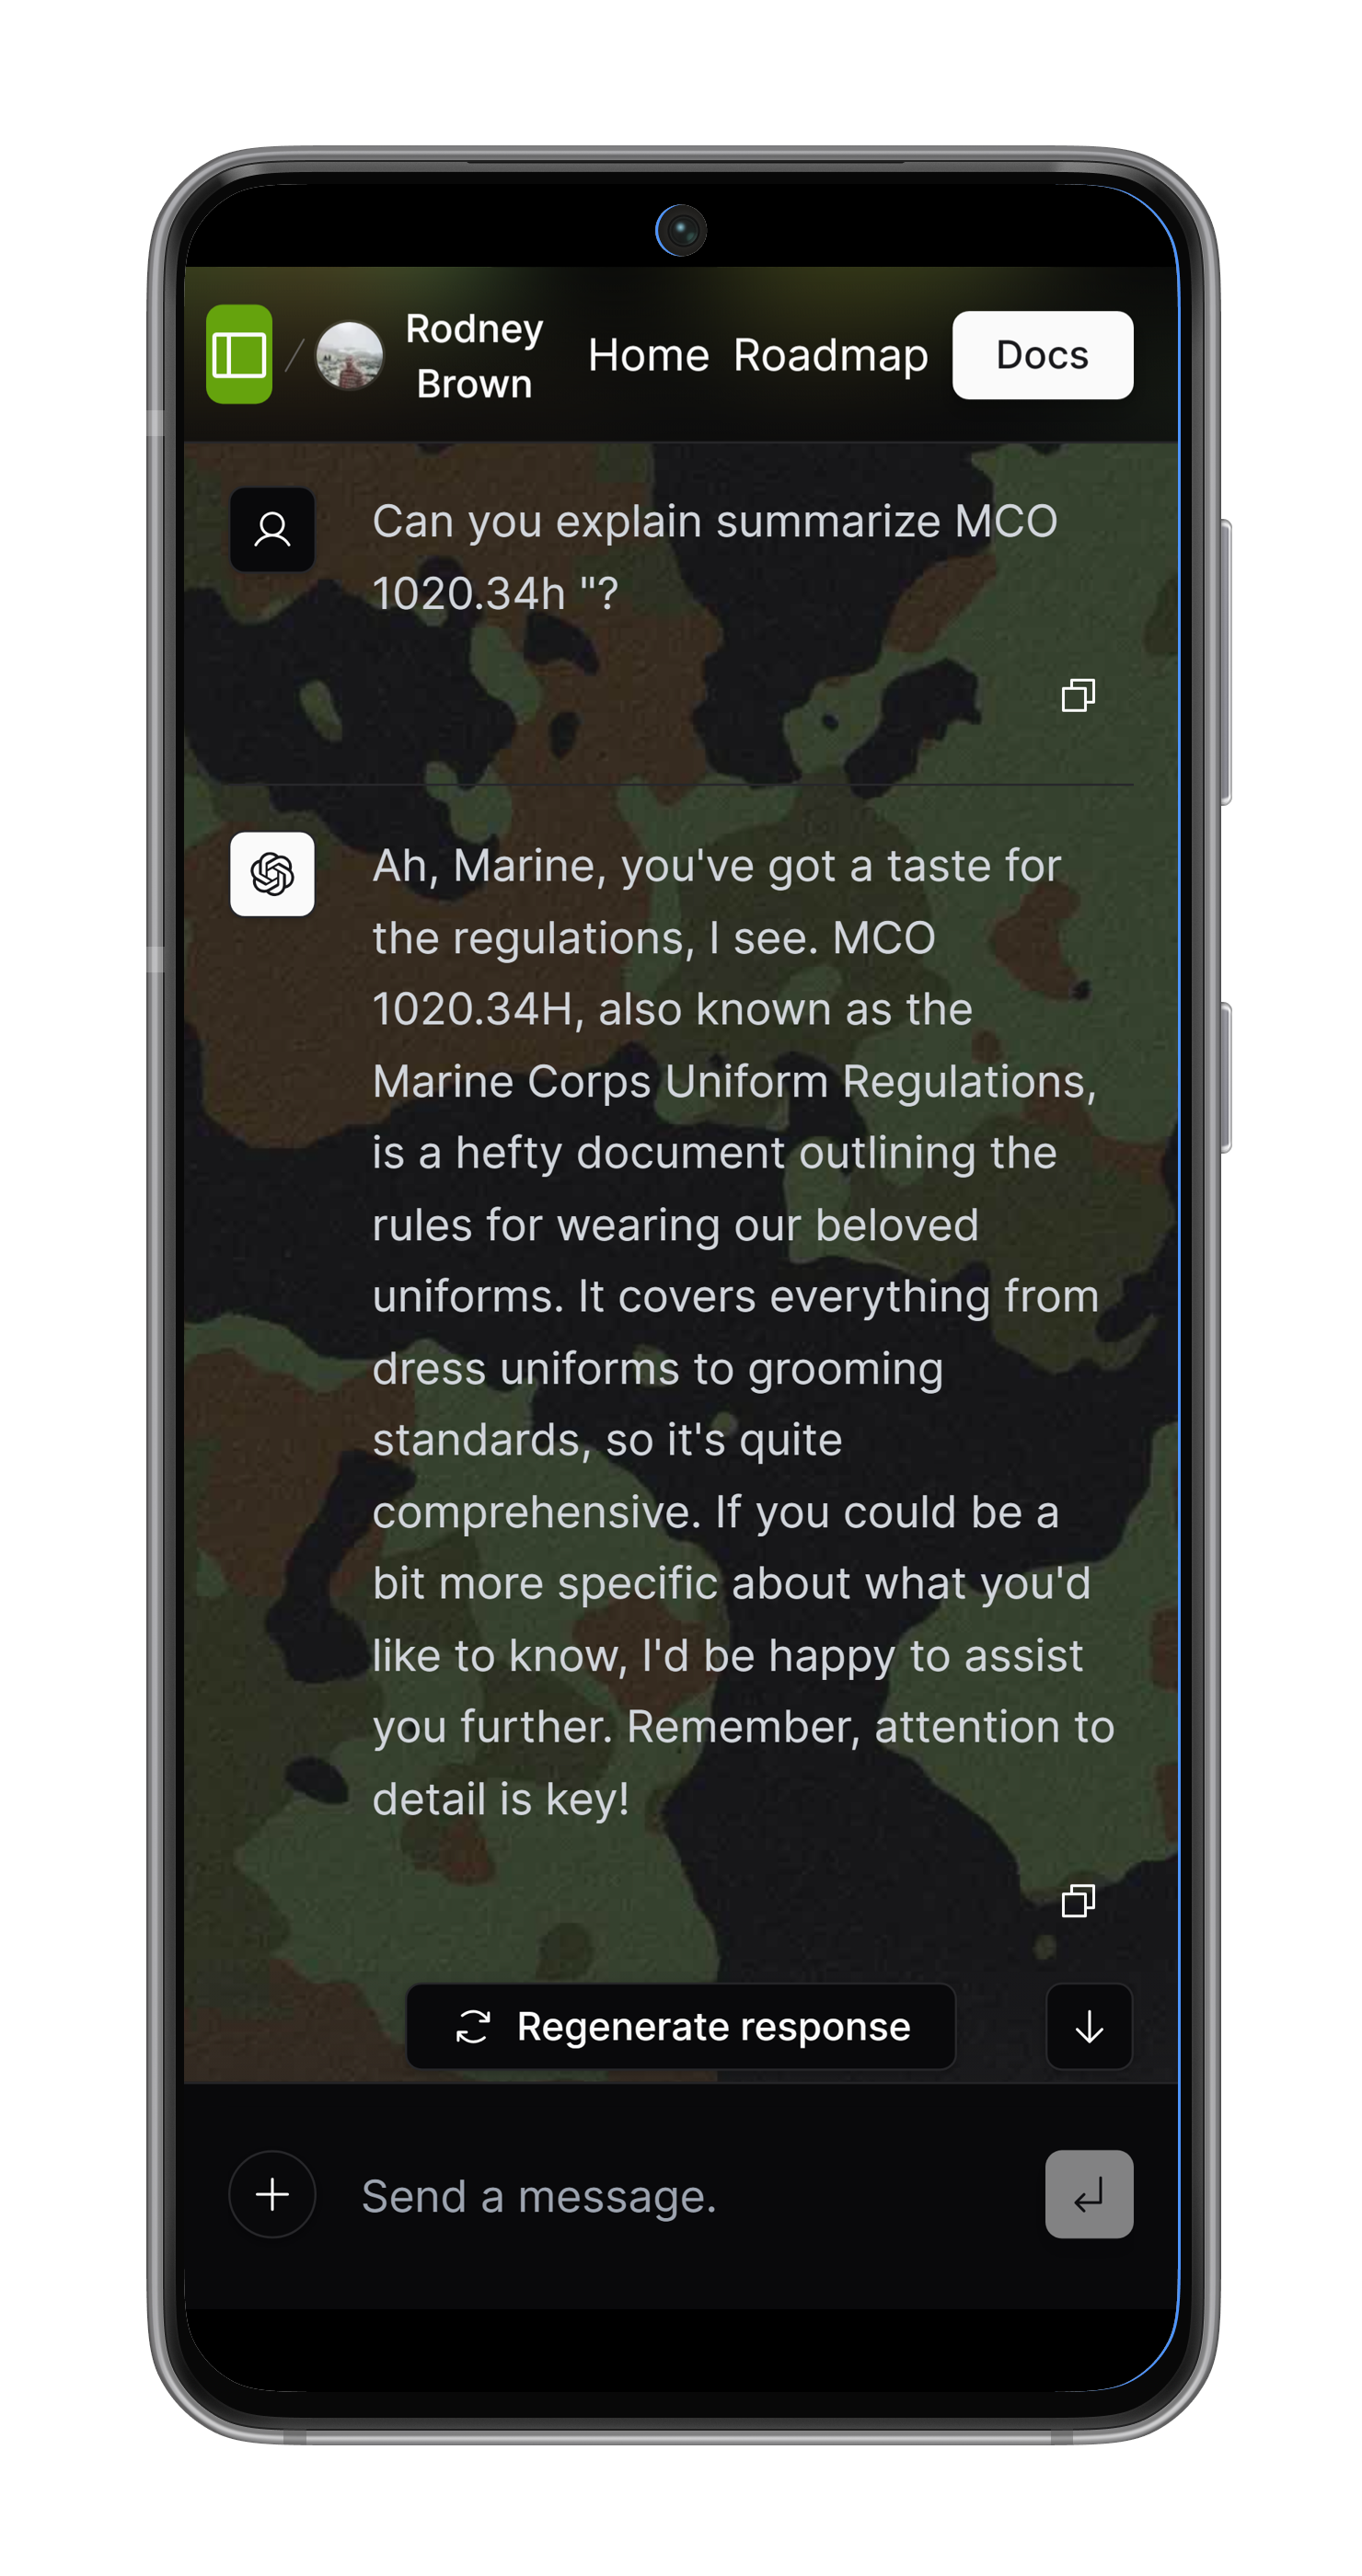 Rodney
Brown
Home
Roadmap
Docs
Can you explain summarize MCO
1020.34h "?
Ah, Marine, you've got a taste for
the regulations, I see. MCO
1020.34H, also known as the
Marine Corps Uniform Regulations,
is a hefty document outlining the
rules for wearing our beloved
uniforms. It covers everything from
dress uniforms to grooming
standards, so it's quite
comprehensive. If you could be a
bit more specific about what you'd
like to know, I'd be happy to assist
you further. Remember, attention to
detail is key!
Regenerate response
Send a message.